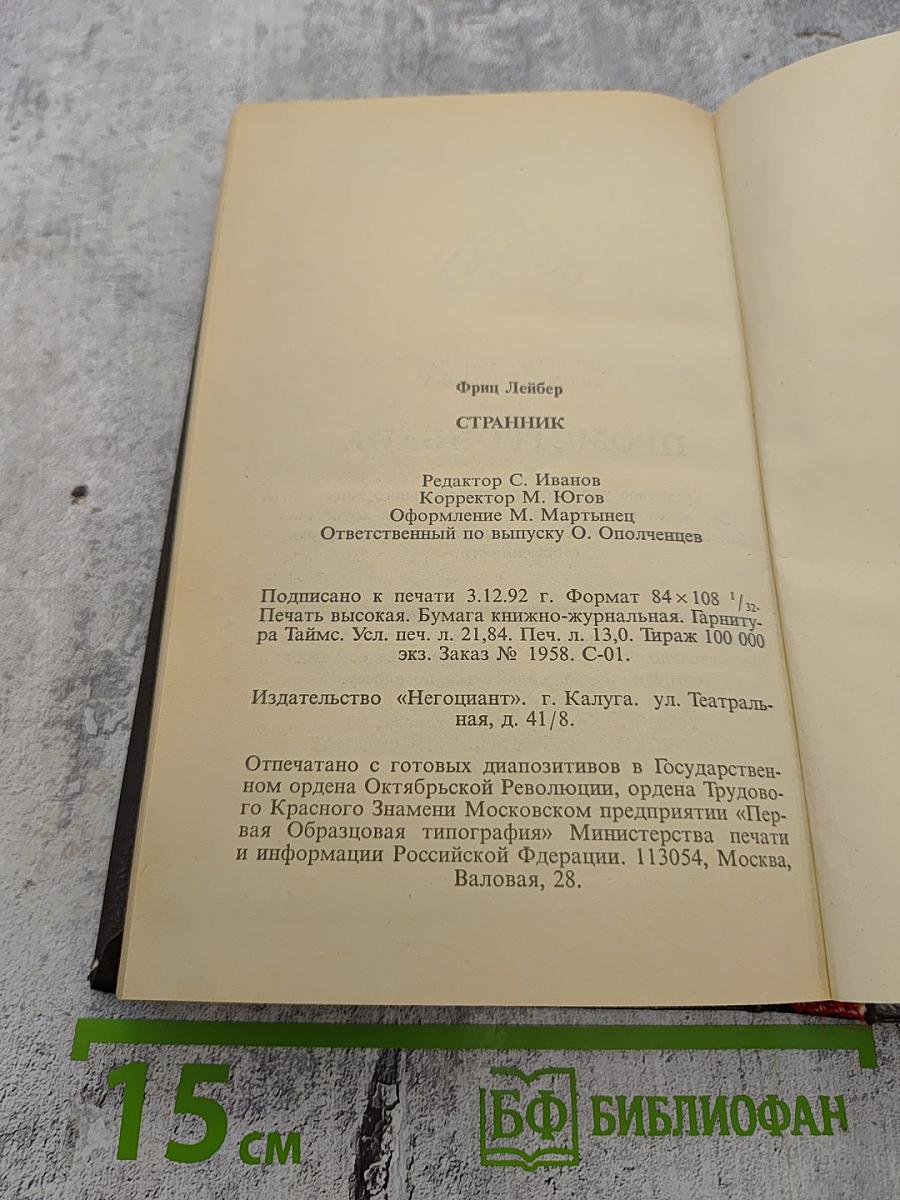 Фриц Лейбер
СТРАННИК
Редактор С. Иванов
Корректор М. Югов
Оформление М. Мартынец
Ответственный по выпуску О. Ополченцев
Подписано к печати 3.12.92 г. Формат 84×108 1/32.
Печать высокая. Бумага книжно-журнальная. Гарниту-
ра Таймс. Усл. печ. л. 21,84. Печ. л. 13,0. Тираж 100 000
экз. Заказ № 1958. С-01.
Издательство «Негоциант». г. Калуга. ул. Театраль-
ная, д. 41/8.
Отпечатано с готовых диапозитивов в Государствен-
ном ордена Октябрьской Революции, ордена Трудово-
го Красного Знамени Московском предприятии «Пер-
вая Образцовая типография» Министерства печати
и информации Российской Фдерации. 113054, Москва,
Валовая, 28.
15 см
БФ БИБЛИОФАН